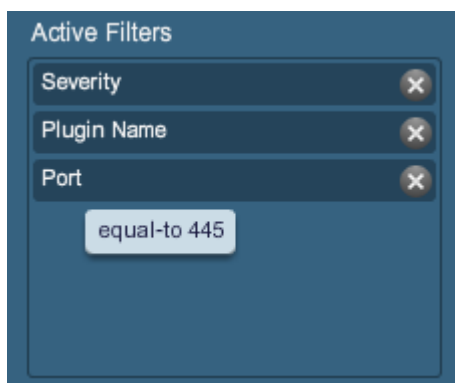 Active Filters
Severity
Plugin Name
Port
equal-to 445